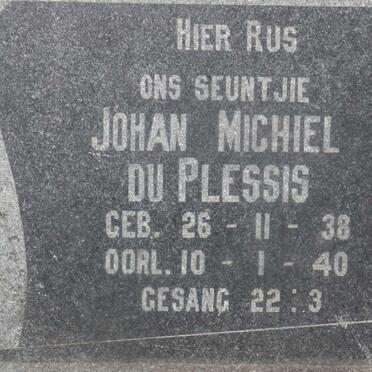 HIER RUS
ONS SEUNTJIE
JOHAN MICHIEL
DU PLESSIS
GEB. 26 - 11 - 38
OORL. 10 - 1 - 40
GESANG 22 : 3